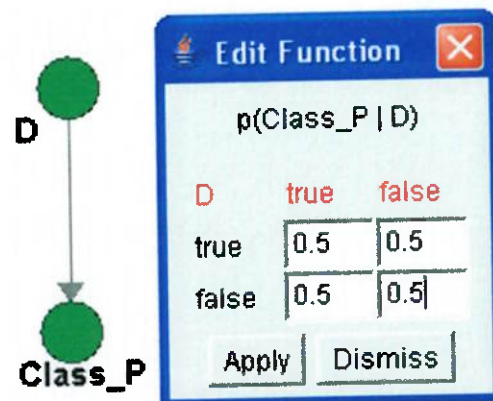 D
Class_P
Edit Function
p(Class_P | D)
D true false
true 0.5 0.5
false 0.5 0.5
Apply Dismiss